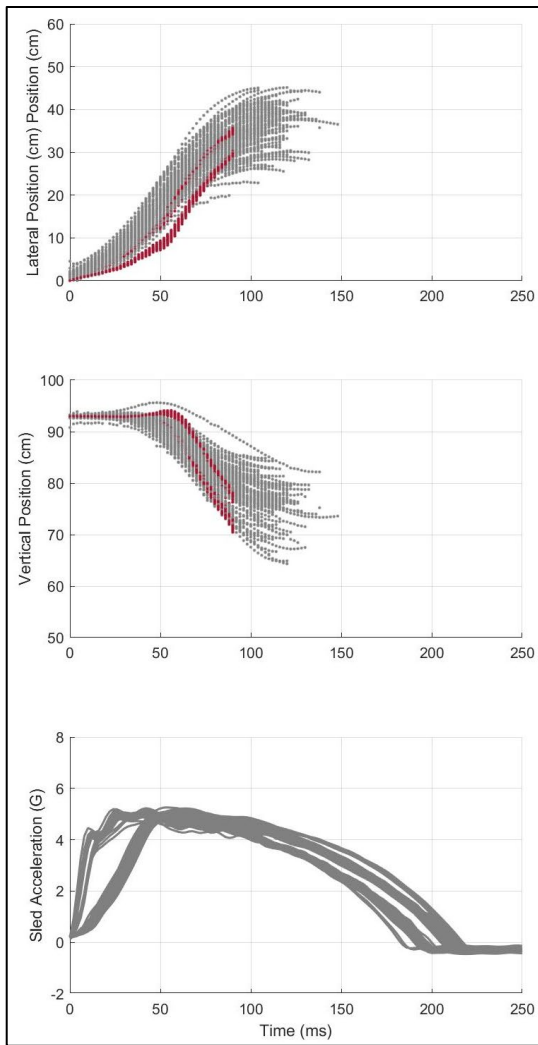 Lateral Position (cm) Position (cm)
60
50
40
30
20
10
0
0 50 100 150 200 250
Vertical Position (cm)
100
90
80
70
60
50
0 50 100 150 200 250
Sled Acceleration (G)
8
6
4
2
0
-2
0 50 100 150 200 250
Time (ms)